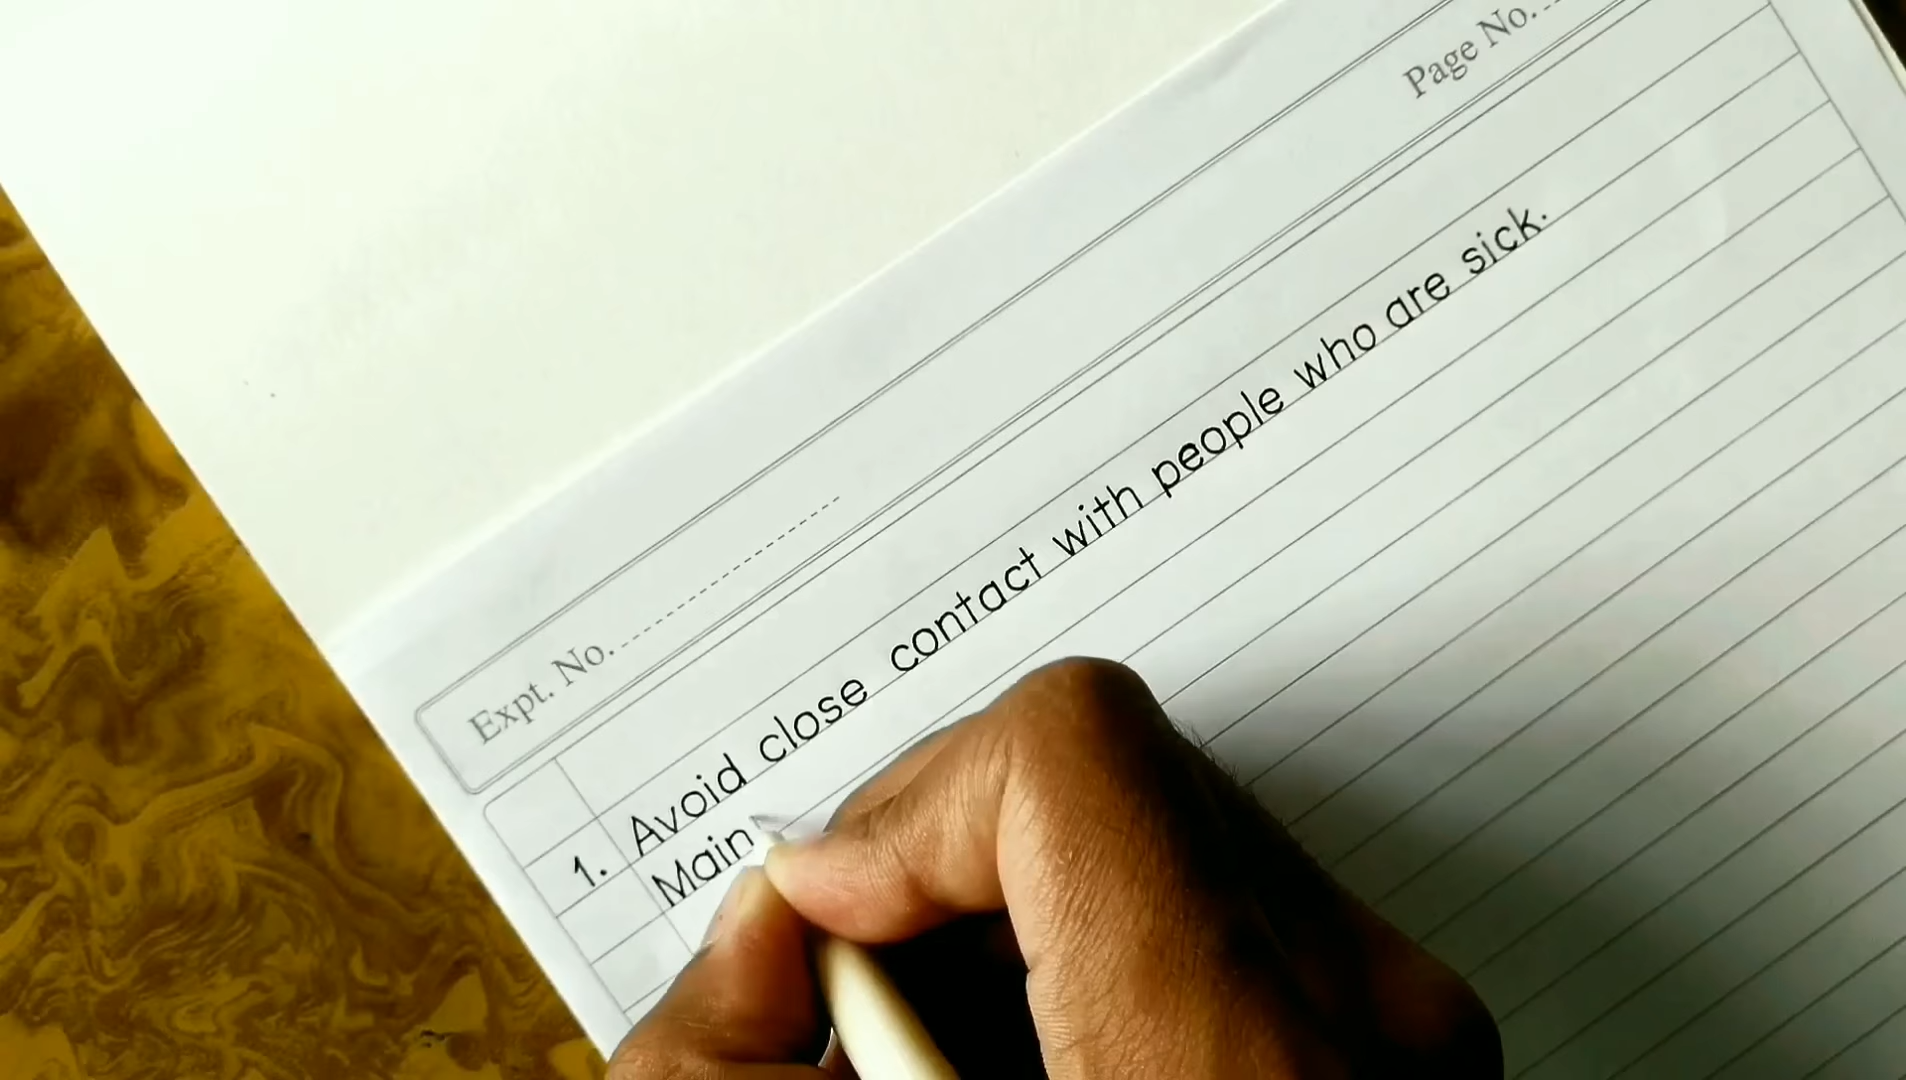 Page No.
Expt. No.
1. Avoid close contact with people who are sick.
Main